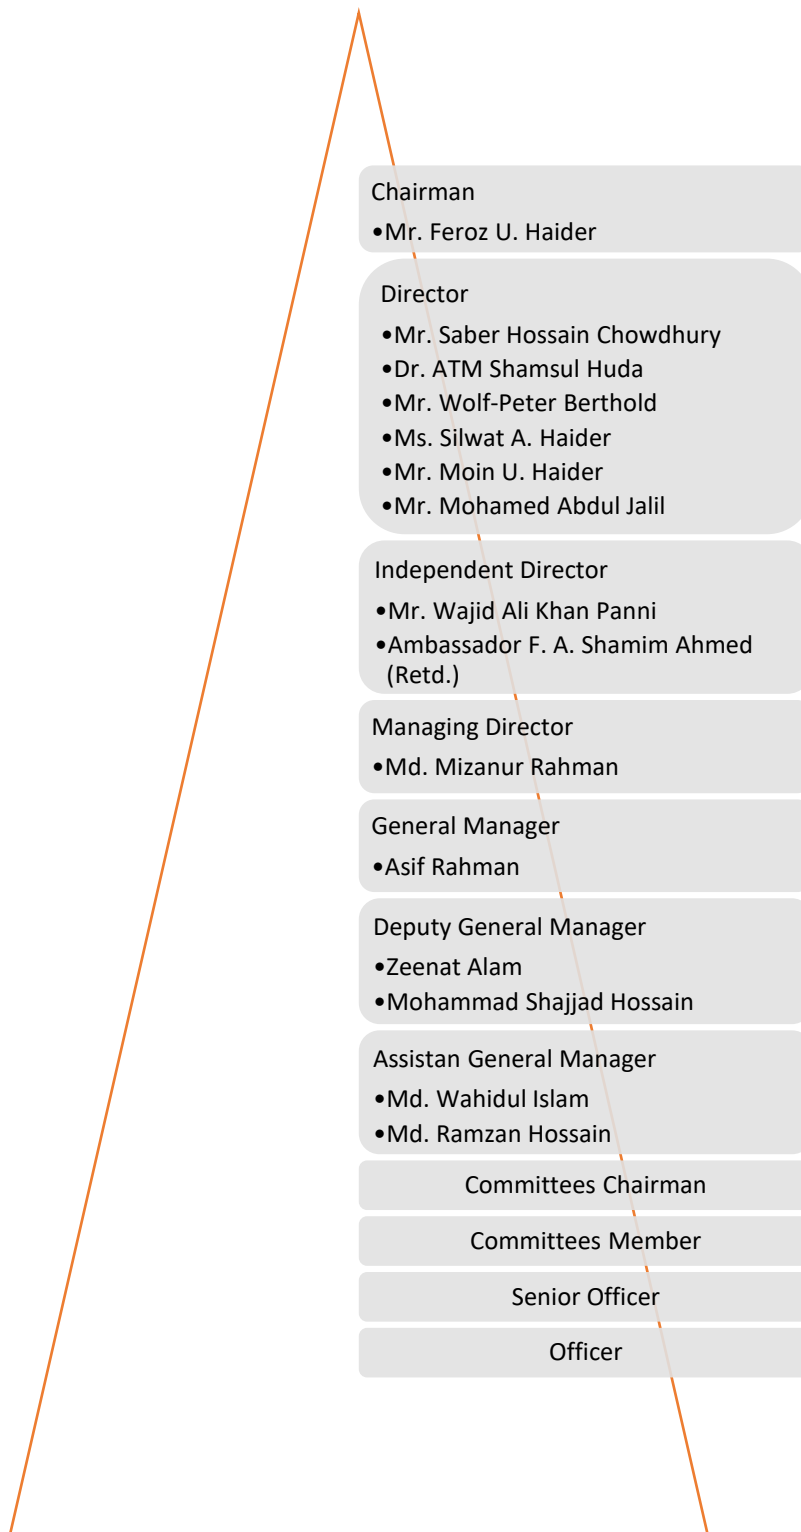 Chairman
•Mr. Feroz U. Haider
Director
•Mr. Saber Hossain Chowdhury
•Dr. ATM Shamsul Huda
•Mr. Wolf-Peter Berthold
•Ms. Silwat A. Haider
•Mr. Moin U. Haider
•Mr. Mohamed Abdul Jalil
Independent Director
•Mr. Wajid Ali Khan Panni
•Ambassador F. A. Shamim Ahmed
(Retd.)
Managing Director
•Md. Mizanur Rahman
General Manager
•Asif Rahman
Deputy General Manager
•Zeenat Alam
•Mohammad Shajjad Hossain
Assistan General Manager
•Md. Wahidul Islam
•Md. Ramzan Hossain
Committees Chairman
Committees Member
Senior Officer
Officer